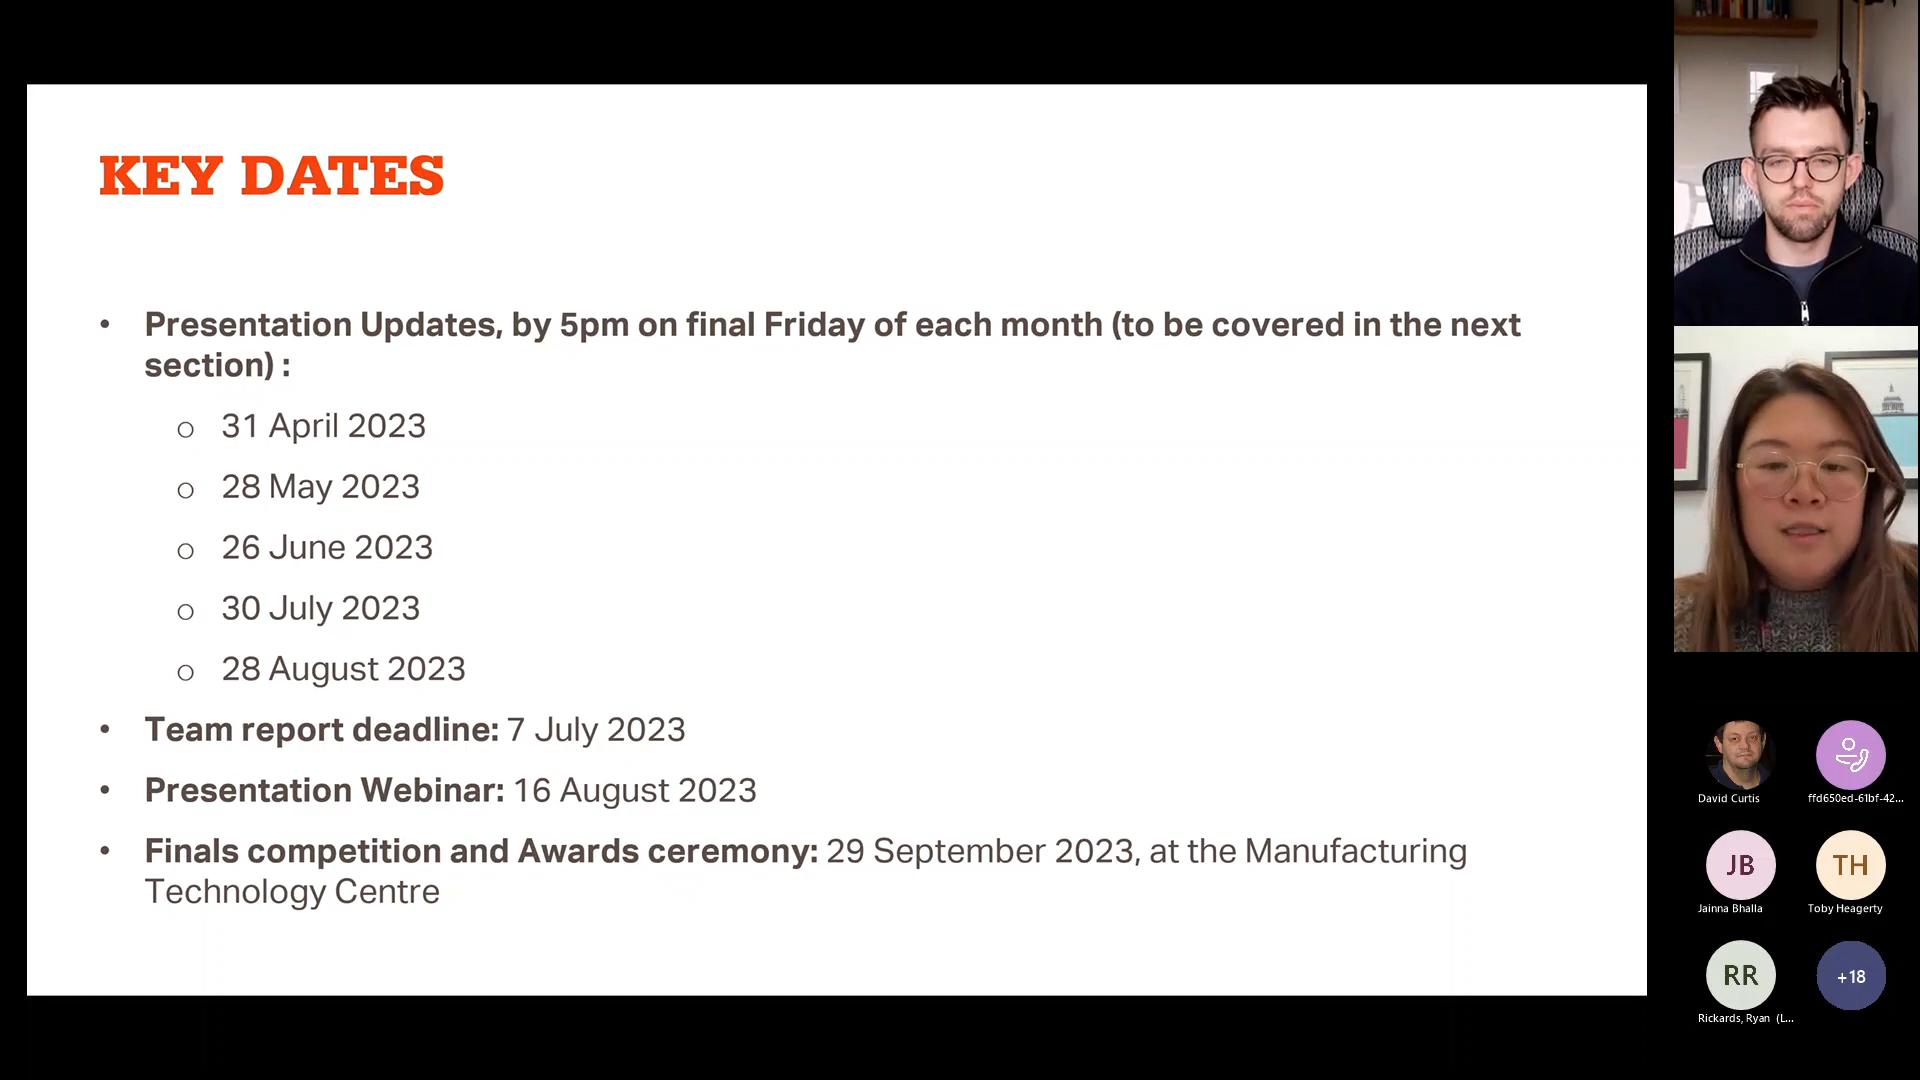 KEY DATES
• Presentation Updates, by 5pm on final Friday of each month (to be covered in the next
section) :
o 31 April 2023
o 28 May 2023
o 26 June 2023
o 30 July 2023
o 28 August 2023
• Team report deadline: 7 July 2023
• Presentation Webinar: 16 August 2023
• Finals competition and Awards ceremony: 29 September 2023, at the Manufacturing
Technology Centre
David Curtis
ffd650ed-61bf-42...
JB
Jainna Bhalla
TH
Toby Heagerty
RR
Rickards, Ryan (L...
+18